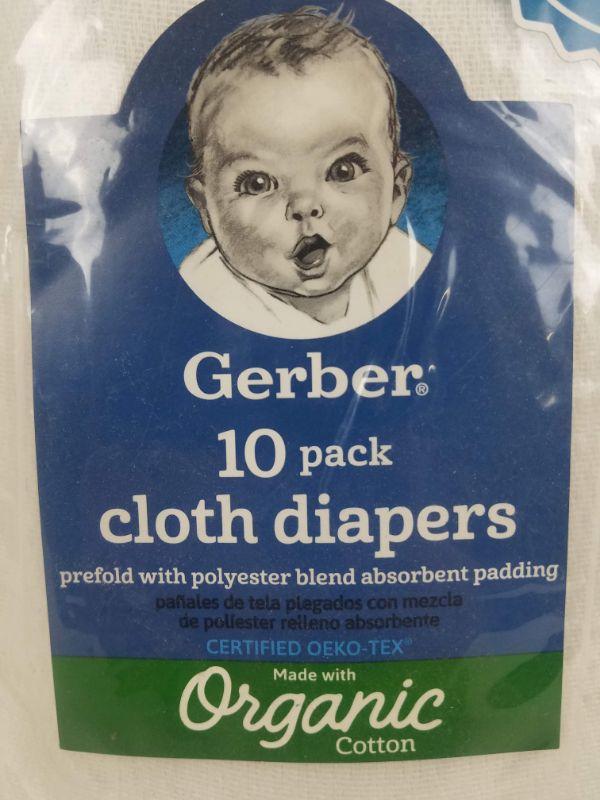 Gerber®
10 pack
cloth diapers
prefold with polyester blend absorbent padding
pañales de tela plegados con mezcla
de poliester relleno absorbente
CERTIFIED OEKO-TEX®
Made with
Organic
Cotton